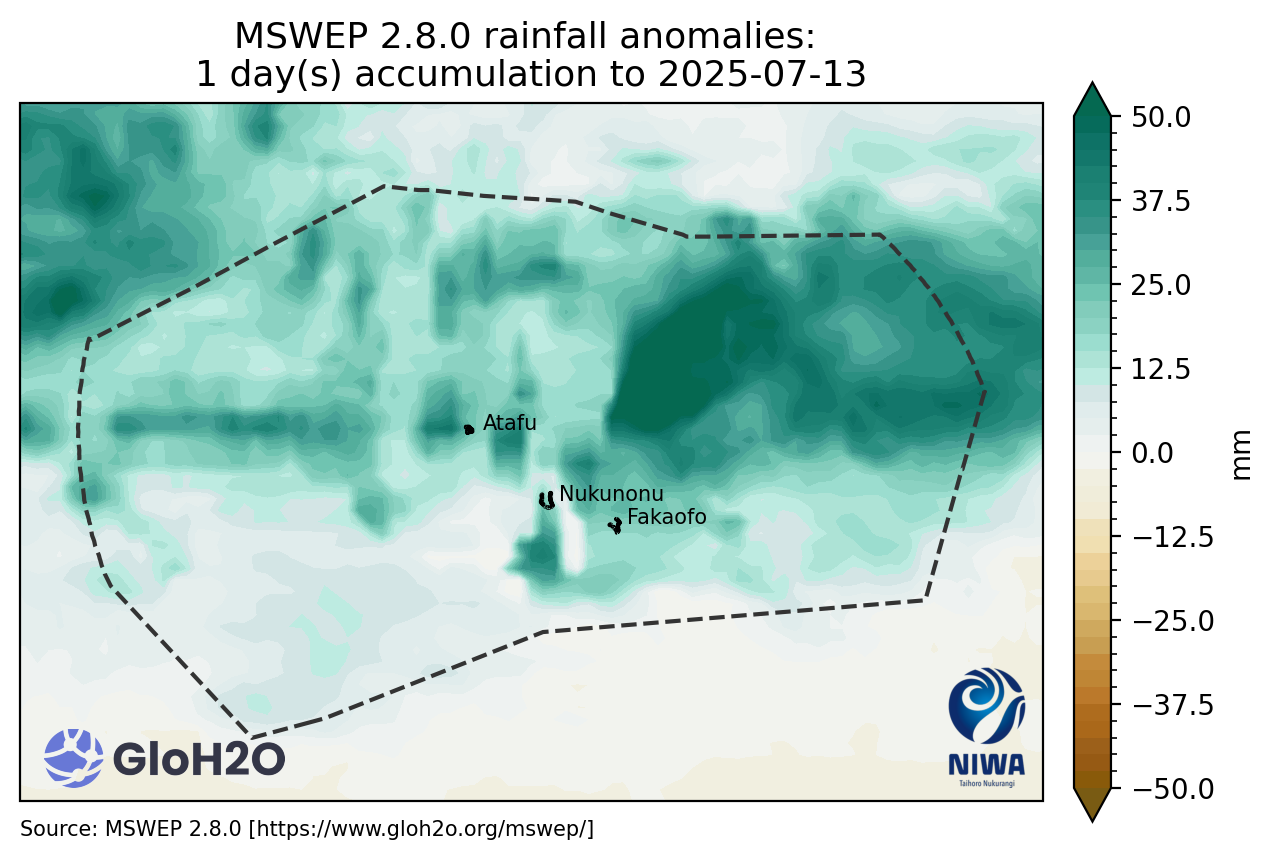 MSWEP 2.8.0 rainfall anomalies:
1 day(s) accumulation to 2025-07-13
50.0
37.5
25.0
12.5
0.0
−12.5
−25.0
−37.5
−50.0
mm
Atafu
Nukunonu
Fakaofo
GloH2O
NIWA
Taihoro Nukurangi
Source: MSWEP 2.8.0 [https://www.gloh2o.org/mswep/]